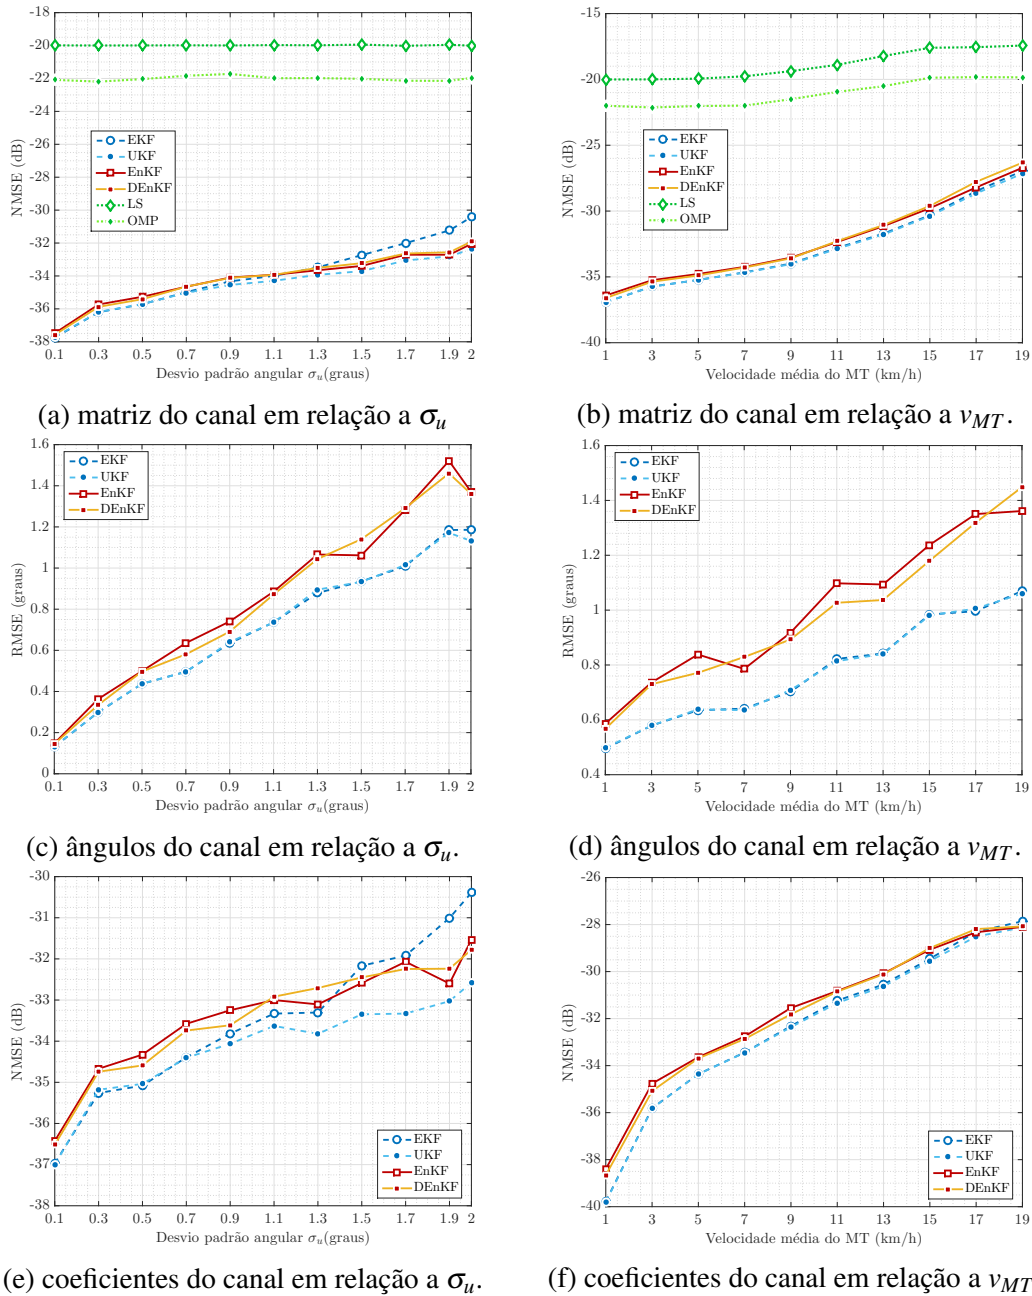 -18
-20
-22
-24
-26
-28
-30
-32
-34
-36
-38
NMSE (dB)
EKF
UKF
EnKF
DEnKF
LS
OMP
0.1 0.3 0.5 0.7 0.9 1.1 1.3 1.5 1.7 1.9 2
Desvio padrão angular σu(graus)
(a) matriz do canal em relação a σu
-15
-20
-25
-30
-35
-40
NMSE (dB)
EKF
UKF
EnKF
DEnKF
LS
OMP
1 3 5 7 9 11 13 15 17 19
Velocidade média do MT (km/h)
(b) matriz do canal em relação a vMT.
1.6
1.4
1.2
1
0.8
0.6
0.4
0.2
0
RMSE (graus)
EKF
UKF
EnKF
DEnKF
0.1 0.3 0.5 0.7 0.9 1.1 1.3 1.5 1.7 1.9 2
Desvio padrão angular σu(graus)
(c) ângulos do canal em relação a σu.
1.6
1.4
1.2
1
0.8
0.6
0.4
RMSE (graus)
EKF
UKF
EnKF
DEnKF
1 3 5 7 9 11 13 15 17 19
Velocidade média do MT (km/h)
(d) ângulos do canal em relação a vMT.
-30
-31
-32
-33
-34
-35
-36
-37
-38
NMSE (dB)
EKF
UKF
EnKF
DEnKF
0.1 0.3 0.5 0.7 0.9 1.1 1.3 1.5 1.7 1.9 2
Desvio padrão angular σu(graus)
(e) coeficientes do canal em relação a σu.
-26
-28
-30
-32
-34
-36
-38
-40
NMSE (dB)
EKF
UKF
EnKF
DEnKF
1 3 5 7 9 11 13 15 17 19
Velocidade média do MT (km/h)
(f) coeficientes do canal em relação a vMT